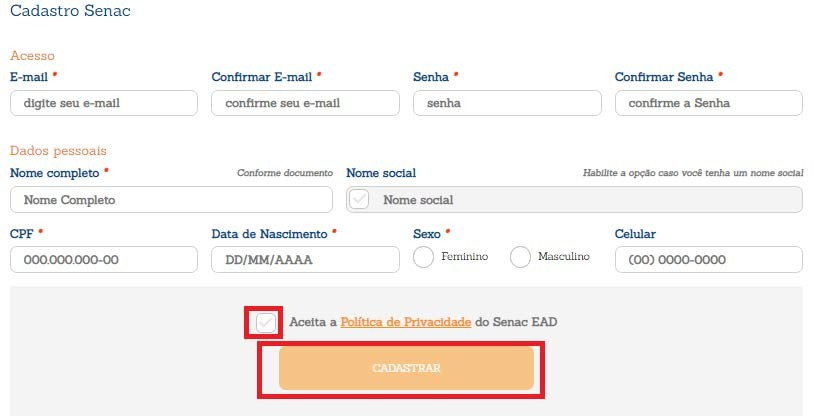 Cadastro Senac
Acesso
E-mail * Confirmar E-mail * Senha * Confirmar Senha *
digite seu e-mail confirme seu e-mail senha confirme a Senha
Dados pessoais
Nome completo * Conforme documento Nome social Habilite a opção caso você tenha um nome social
Nome Completo Nome social
CPF * Data de Nascimento * Sexo * Celular
000.000.000-00 DD/MM/AAAA Feminino Masculino (00) 0000-0000
Aceita a Política de Privacidade do Senac EAD
CADASTRAR